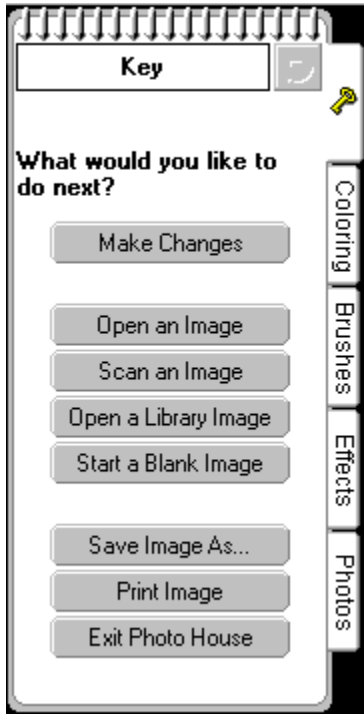 Key
What would you like to
do next?
Make Changes
Open an Image
Scan an Image
Open a Library Image
Start a Blank Image
Save Image As...
Print Image
Exit Photo House
Coloring
Brushes
Effects
Photos